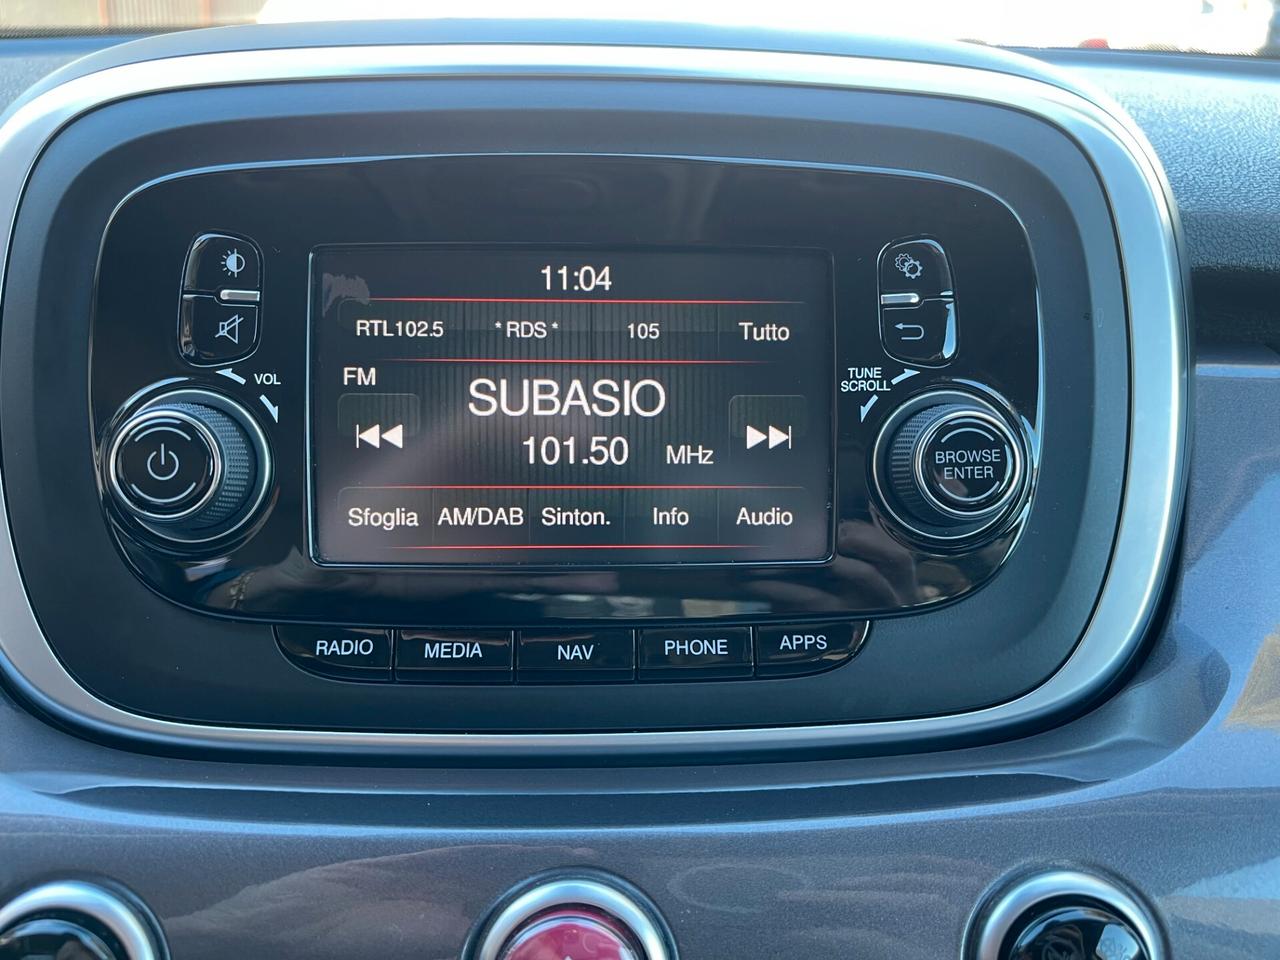 11:04
RTL102.5 *RDS* 105 Tutto
FM
SUBASIO
101.50 MHz
Sfoglia AM/DAB Sinton. Info Audio
VOL
TUNE
SCROLL
BROWSE
ENTER
RADIO MEDIA NAV PHONE APPS